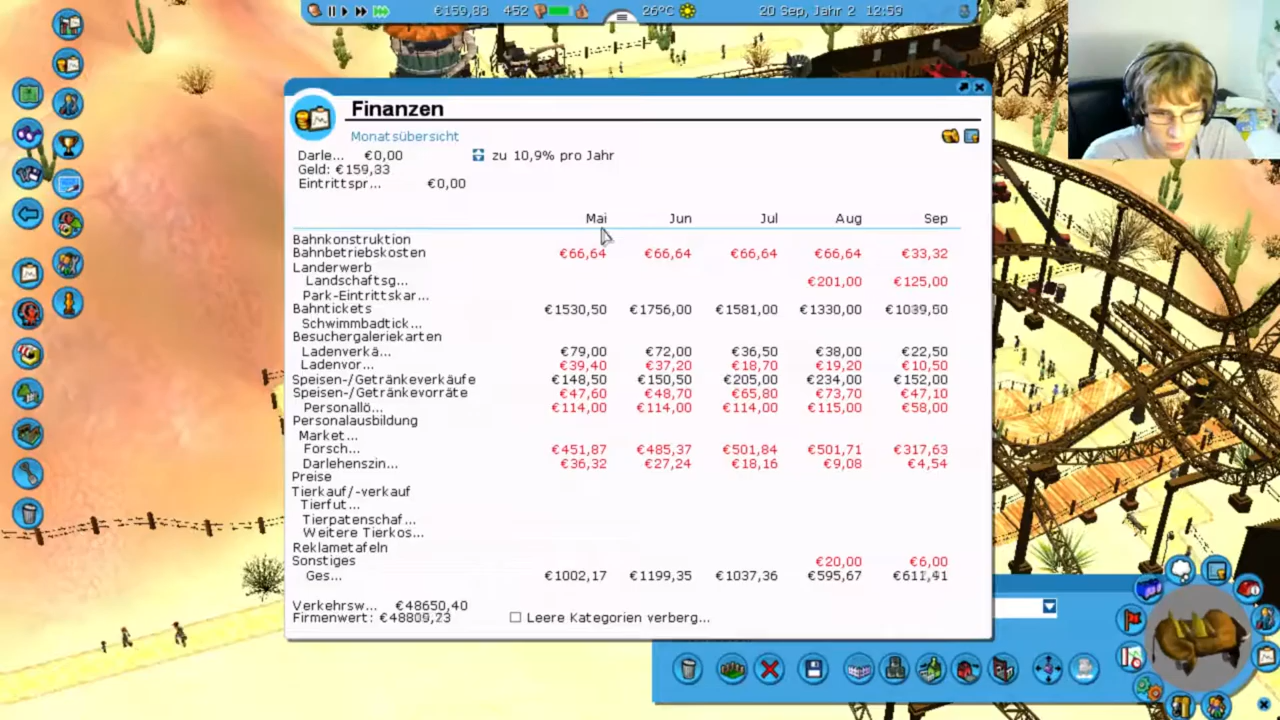 €159,83 452 26°C 20 Sep, Jahr 2 12:59
Finanzen
Monatsübersicht
Darle... €0,00 zu 10,9% pro Jahr
Geld: €159,33
Eintrittspr... €0,00
Mai Jun Jul Aug Sep
Bahnkonstruktion
Bahnbetriebskosten €66,64 €66,64 €66,64 €66,64 €33,32
Landerwerb
Landschaftsg... €201,00 €125,00
Park-Eintrittskar...
Bahntickets €1530,50 €1756,00 €1581,00 €1330,00 €1039,50
Schwimmbadtick...
Besuchergaleriekarten
Ladenverkä... €79,00 €72,00 €36,50 €38,00 €22,50
Ladenvor... €39,40 €37,20 €18,70 €19,20 €10,50
Speisen-/Getränkeverkäufe €148,50 €150,50 €205,00 €234,00 €152,00
Speisen-/Getränkevorräte €47,60 €48,70 €65,80 €73,70 €47,10
Personallö... €114,00 €114,00 €114,00 €115,00 €58,00
Personalausbildung
Market...
Forsch... €451,87 €485,37 €501,84 €501,71 €317,63
Darlehenszin... €36,32 €27,24 €18,16 €9,08 €4,54
Preise
Tierkauf/-verkauf
Tierfut...
Tierpatenschaf...
Weitere Tierkos...
Reklametafeln
Sonstiges €20,00 €6,00
Ges... €1002,17 €1199,35 €1037,36 €595,67 €611,41
Verkehrsw... €48650,40
Firmenwert: €48809,23 Leere Kategorien verberg...